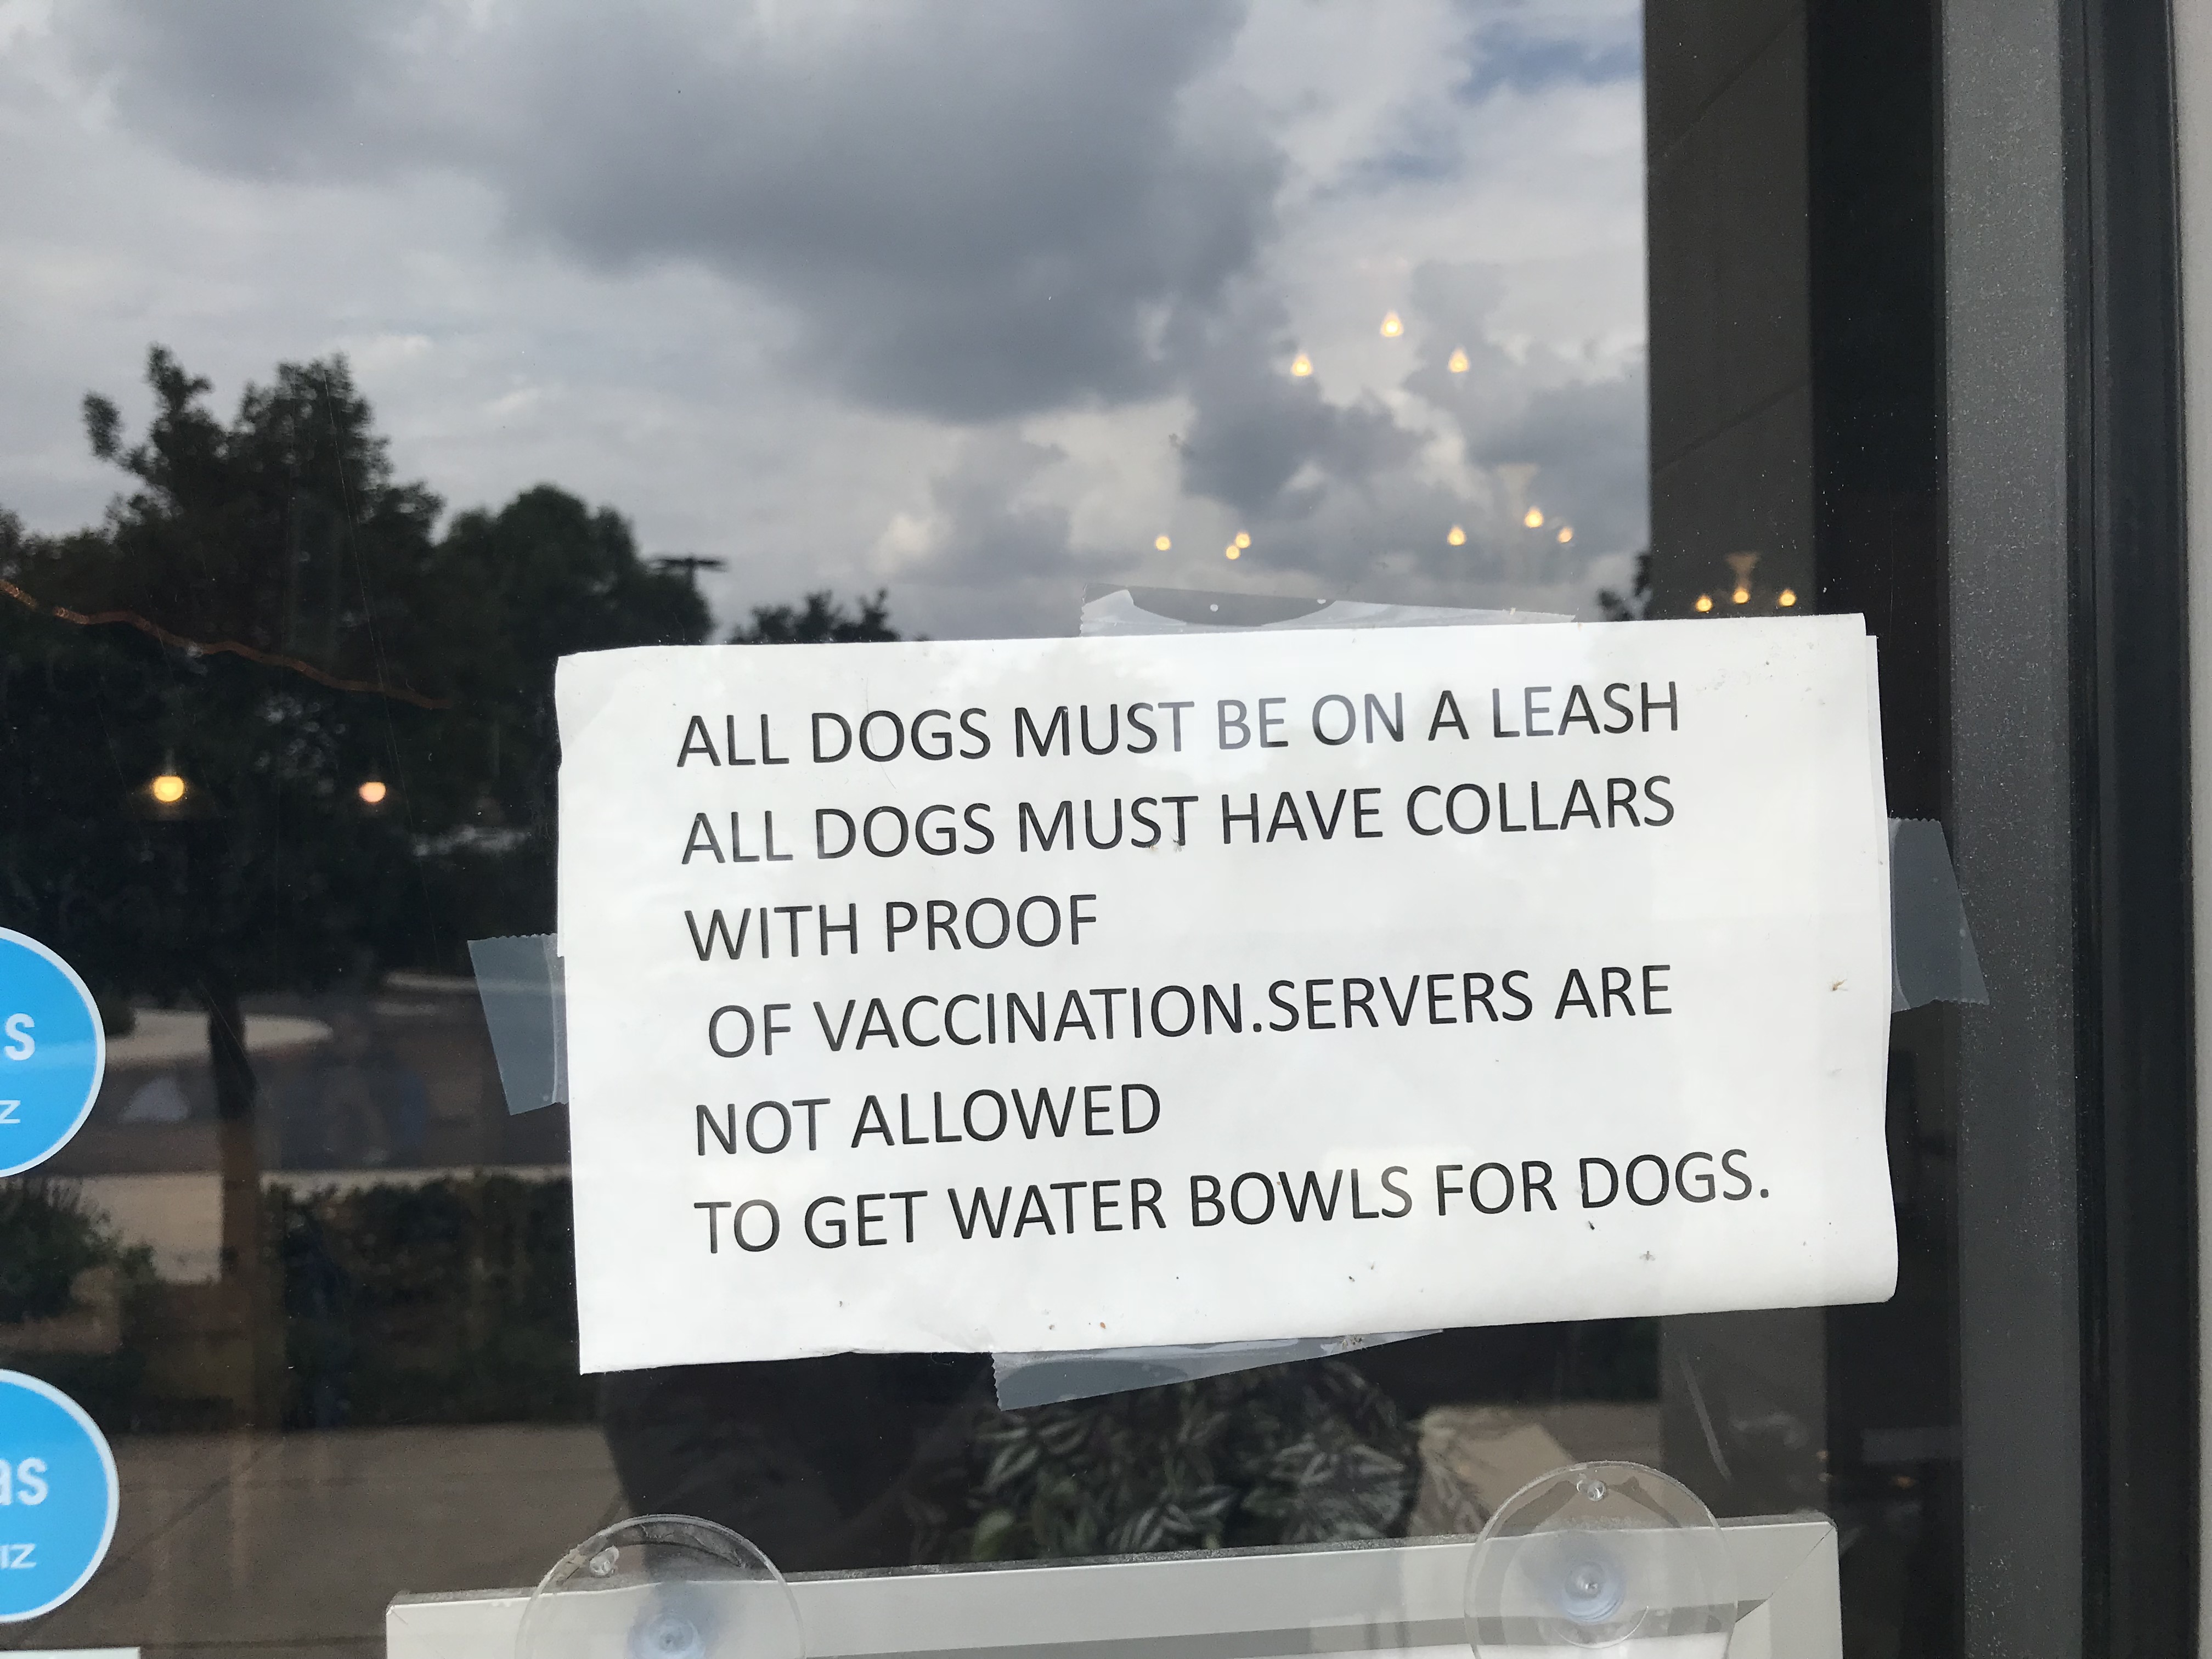 ALL DOGS MUST BE ON A LEASH
ALL DOGS MUST HAVE COLLARS
WITH PROOF
OF VACCINATION.SERVERS ARE
NOT ALLOWED
TO GET WATER BOWLS FOR DOGS.